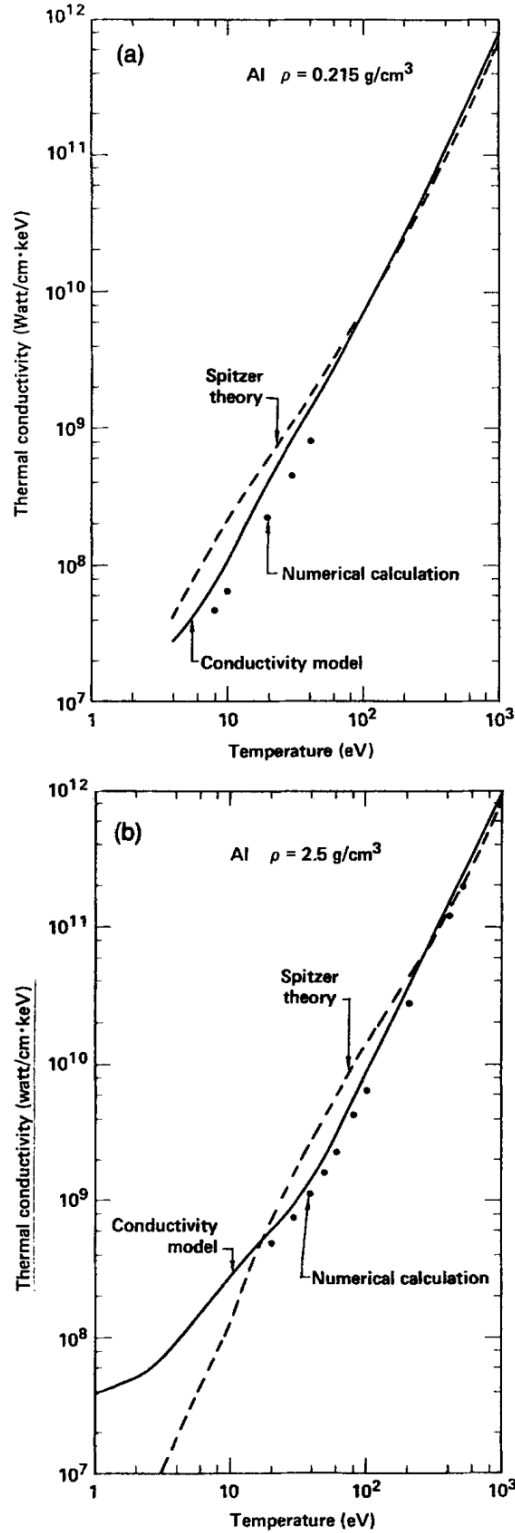 10¹²
(a)
Al ρ = 0.215 g/cm³
10¹¹
Thermal conductivity (Watt/cm·keV)
10¹⁰
Spitzer
theory
10⁹
Numerical calculation
10⁸
Conductivity model
10⁷
1
10
10²
10³
Temperature (eV)
10¹²
(b)
Al ρ = 2.5 g/cm³
10¹¹
Spitzer
theory
Thermal conductivity (watt/cm·keV)
10¹⁰
10⁹
Conductivity
model
Numerical calculation
10⁸
10⁷
1
10
10²
10³
Temperature (eV)